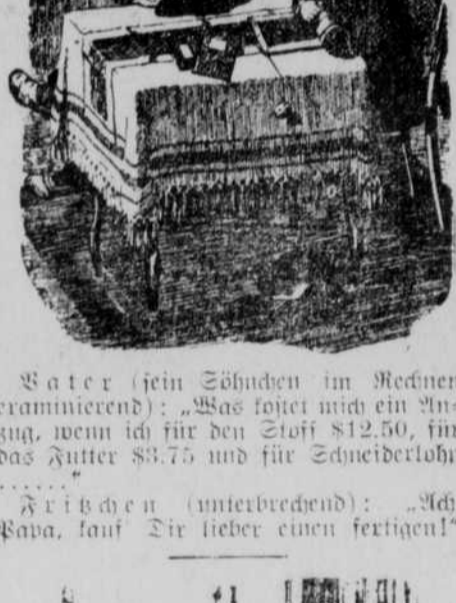 Vater (sein Söhnchen im Rechnen
examinierend): „Was kostet mich ein An=
zug, wenn ich für den Stoff $12.50, für
das Futter $3.75 und für Schneiderlohn
......"
Fritzchen (unterbrechend): „Ach
Papa, kauf Dir lieber einen fertigen!"